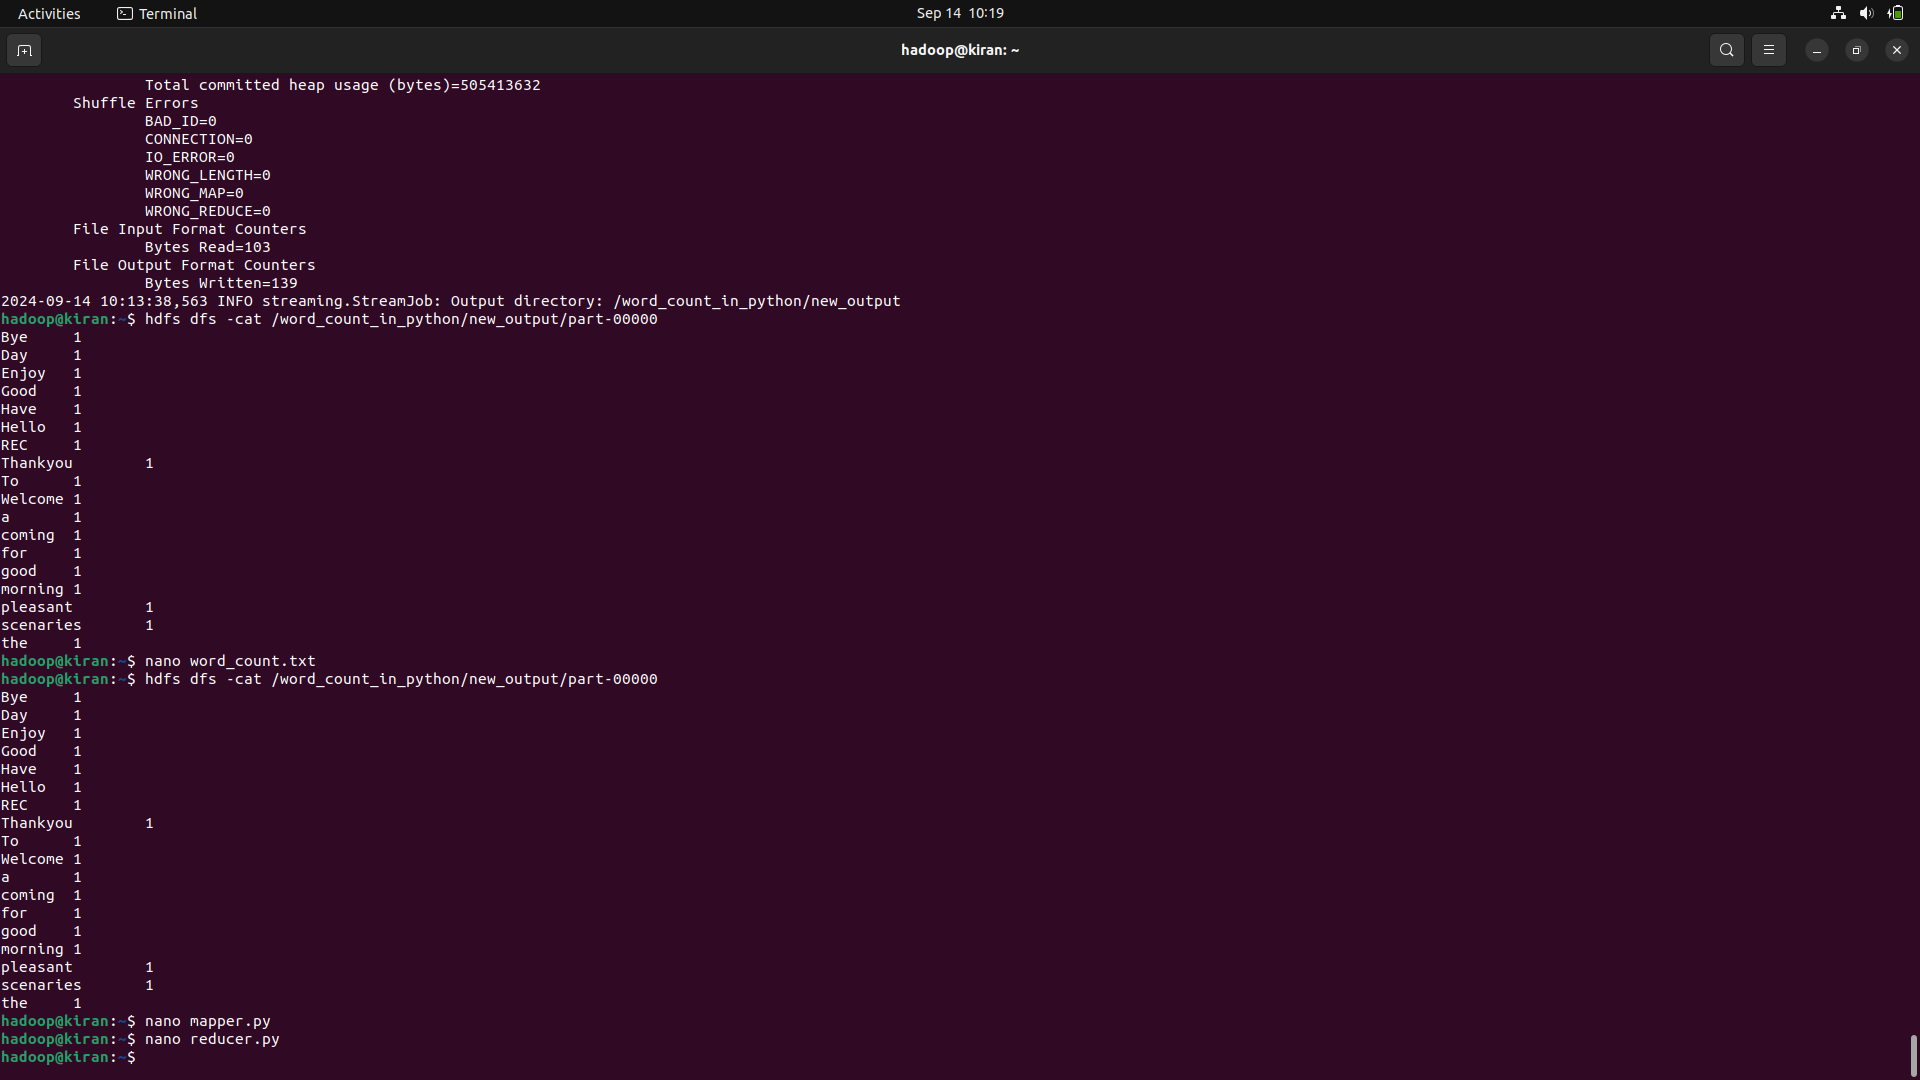 Activities Terminal Sep 14 10:19
hadoop@kiran: ~
Total committed heap usage (bytes)=505413632
Shuffle Errors
BAD_ID=0
CONNECTION=0
IO_ERROR=0
WRONG_LENGTH=0
WRONG_MAP=0
WRONG_REDUCE=0
File Input Format Counters
Bytes Read=103
File Output Format Counters
Bytes Written=139
2024-09-14 10:13:38,563 INFO streaming.StreamJob: Output directory: /word_count_in_python/new_output
hadoop@kiran:~$ hdfs dfs -cat /word_count_in_python/new_output/part-00000
Bye 1
Day 1
Enjoy 1
Good 1
Have 1
Hello 1
REC 1
Thankyou 1
To 1
Welcome 1
a 1
coming 1
for 1
good 1
morning 1
pleasant 1
scenaries 1
the 1
hadoop@kiran:~$ nano word_count.txt
hadoop@kiran:~$ hdfs dfs -cat /word_count_in_python/new_output/part-00000
Bye 1
Day 1
Enjoy 1
Good 1
Have 1
Hello 1
REC 1
Thankyou 1
To 1
Welcome 1
a 1
coming 1
for 1
good 1
morning 1
pleasant 1
scenaries 1
the 1
hadoop@kiran:~$ nano mapper.py
hadoop@kiran:~$ nano reducer.py
hadoop@kiran:~$